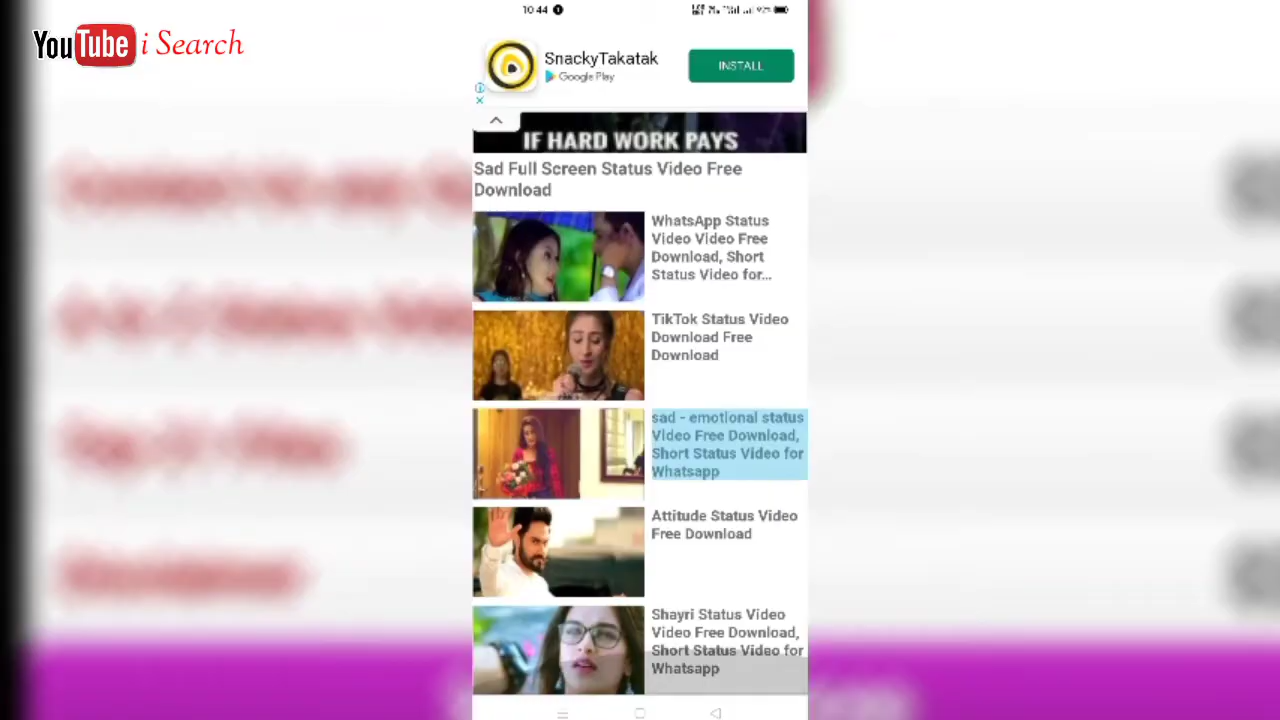 YouTube i Search
10:44
92%
SnackyTakatak
Google Play
INSTALL
IF HARD WORK PAYS
Sad Full Screen Status Video Free
Download
WhatsApp Status
Video Video Free
Download, Short
Status Video for...
TikTok Status Video
Download Free
Download
sad - emotional status
Video Free Download,
Short Status Video for
Whatsapp
Attitude Status Video
Free Download
Shayri Status Video
Video Free Download,
Short Status Video for
Whatsapp